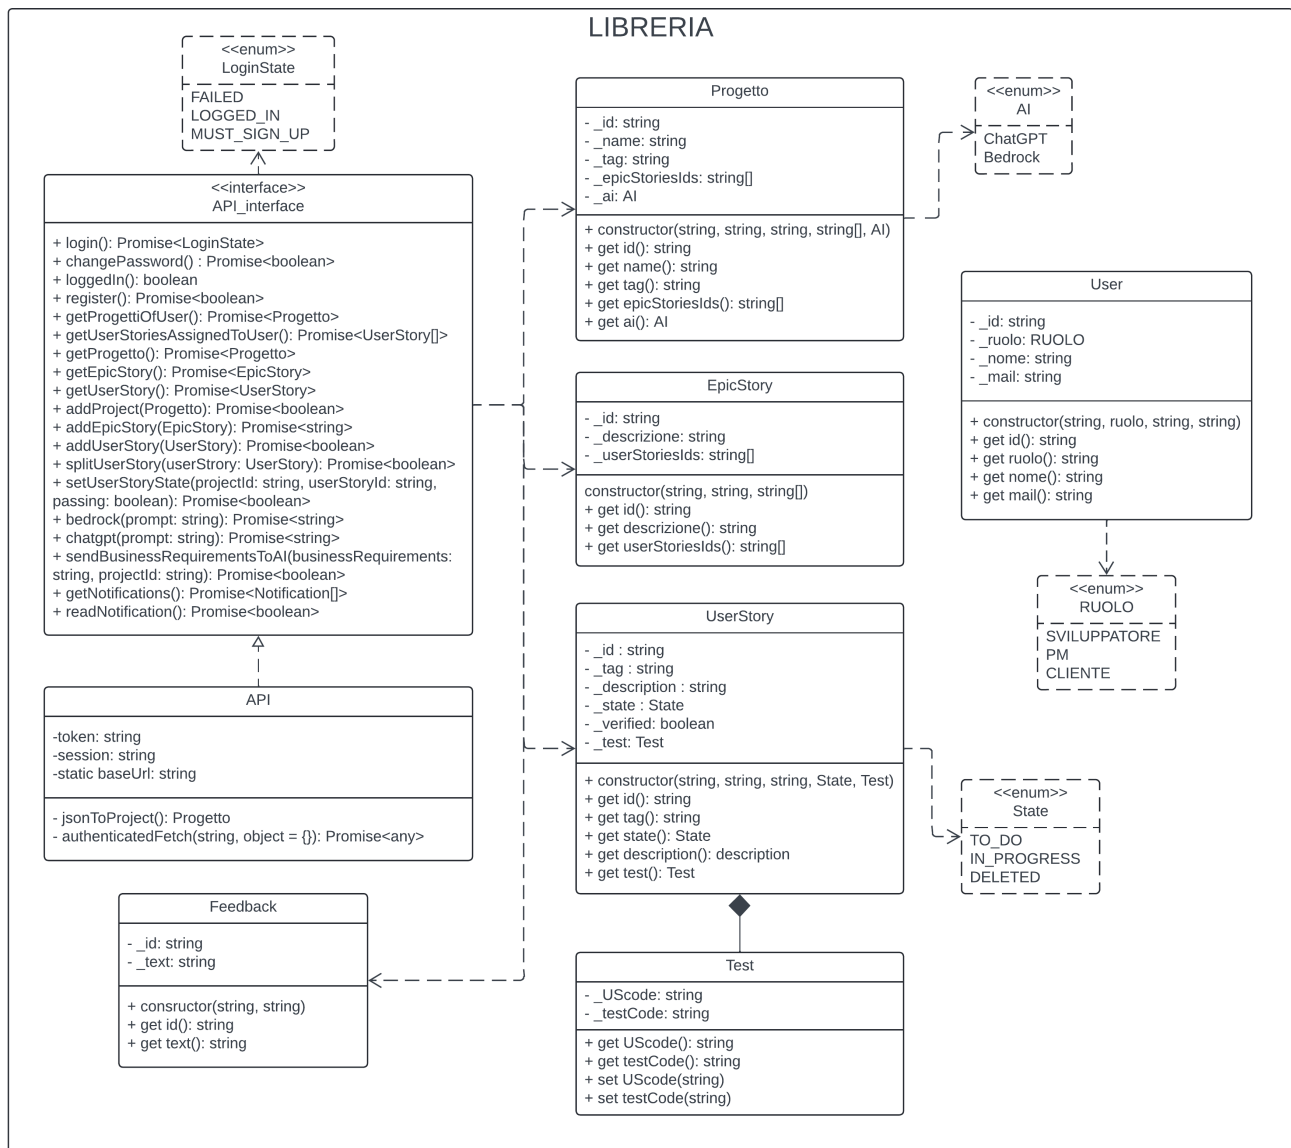 LIBRERIA
<<enum>>
LoginState
FAILED
LOGGED_IN
MUST_SIGN_UP
<<interface>>
API_interface
+ login(): Promise<LoginState>
+ changePassword() : Promise<boolean>
+ loggedIn(): boolean
+ register(): Promise<boolean>
+ getProgettiOfUser(): Promise<Progetto>
+ getUserStoriesAssignedToUser(): Promise<UserStory[]>
+ getProgetto(): Promise<Progetto>
+ getEpicStory(): Promise<EpicStory>
+ getUserStory(): Promise<UserStory>
+ addProject(Progetto): Promise<boolean>
+ addEpicStory(EpicStory): Promise<string>
+ addUserStory(UserStory): Promise<boolean>
+ splitUserStory(userStrory: UserStory): Promise<boolean>
+ setUserStoryState(projectId: string, userStoryId: string,
passing: boolean): Promise<boolean>
+ bedrock(prompt: string): Promise<string>
+ chatgpt(prompt: string): Promise<string>
+ sendBusinessRequirementsToAI(businessRequirements:
string, projectId: string): Promise<boolean>
+ getNotifications(): Promise<Notification[]>
+ readNotification(): Promise<boolean>
API
-token: string
-session: string
-static baseUrl: string
- jsonToProject(): Progetto
- authenticatedFetch(string, object = {}): Promise<any>
Feedback
- _id: string
- _text: string
+ consructor(string, string)
+ get id(): string
+ get text(): string
Progetto
- _id: string
- _name: string
- _tag: string
- _epicStoriesIds: string[]
- _ai: AI
+ constructor(string, string, string, string[], AI)
+ get id(): string
+ get name(): string
+ get tag(): string
+ get epicStoriesIds(): string[]
+ get ai(): AI
EpicStory
- _id: string
- _descrizione: string
- _userStoriesIds: string[]
constructor(string, string, string[])
+ get id(): string
+ get descrizione(): string
+ get userStoriesIds(): string[]
UserStory
- _id : string
- _tag : string
- _description : string
- _state : State
- _verified: boolean
- _test: Test
+ constructor(string, string, string, State, Test)
+ get id(): string
+ get tag(): string
+ get state(): State
+ get description(): description
+ get test(): Test
Test
- _UScode: string
- _testCode: string
+ get UScode(): string
+ get testCode(): string
+ set UScode(string)
+ set testCode(string)
<<enum>>
AI
ChatGPT
Bedrock
User
- _id: string
- _ruolo: RUOLO
- _nome: string
- _mail: string
+ constructor(string, ruolo, string, string)
+ get id(): string
+ get ruolo(): string
+ get nome(): string
+ get mail(): string
<<enum>>
RUOLO
SVILUPPATORE
PM
CLIENTE
<<enum>>
State
TO_DO
IN_PROGRESS
DELETED